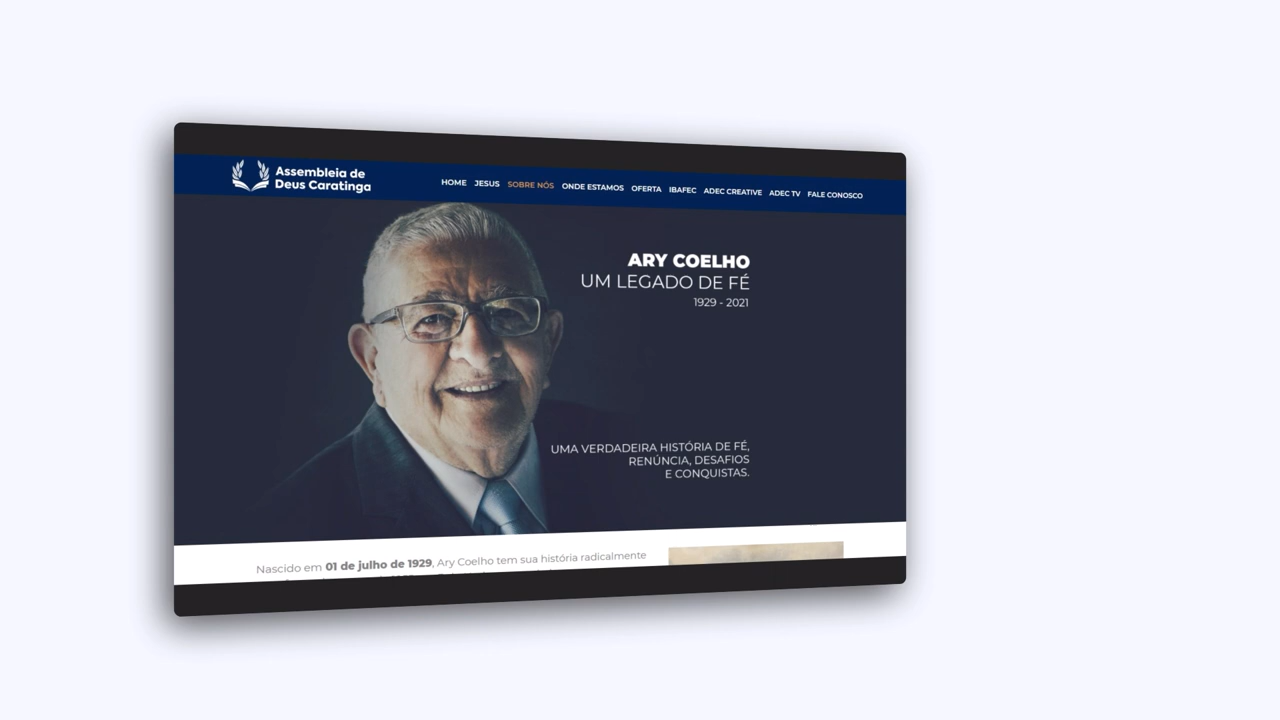 Assembleia de
Deus Caratinga
HOME JESUS SOBRE NÓS ONDE ESTAMOS OFERTA IBAFEC ADEC CREATIVE ADEC TV FALE CONOSCO
ARY COELHO
UM LEGADO DE FÉ
1929 - 2021
UMA VERDADEIRA HISTÓRIA DE FÉ,
RENÚNCIA, DESAFIOS
E CONQUISTAS.
Nascido em 01 de julho de 1929, Ary Coelho tem sua história radicalmente